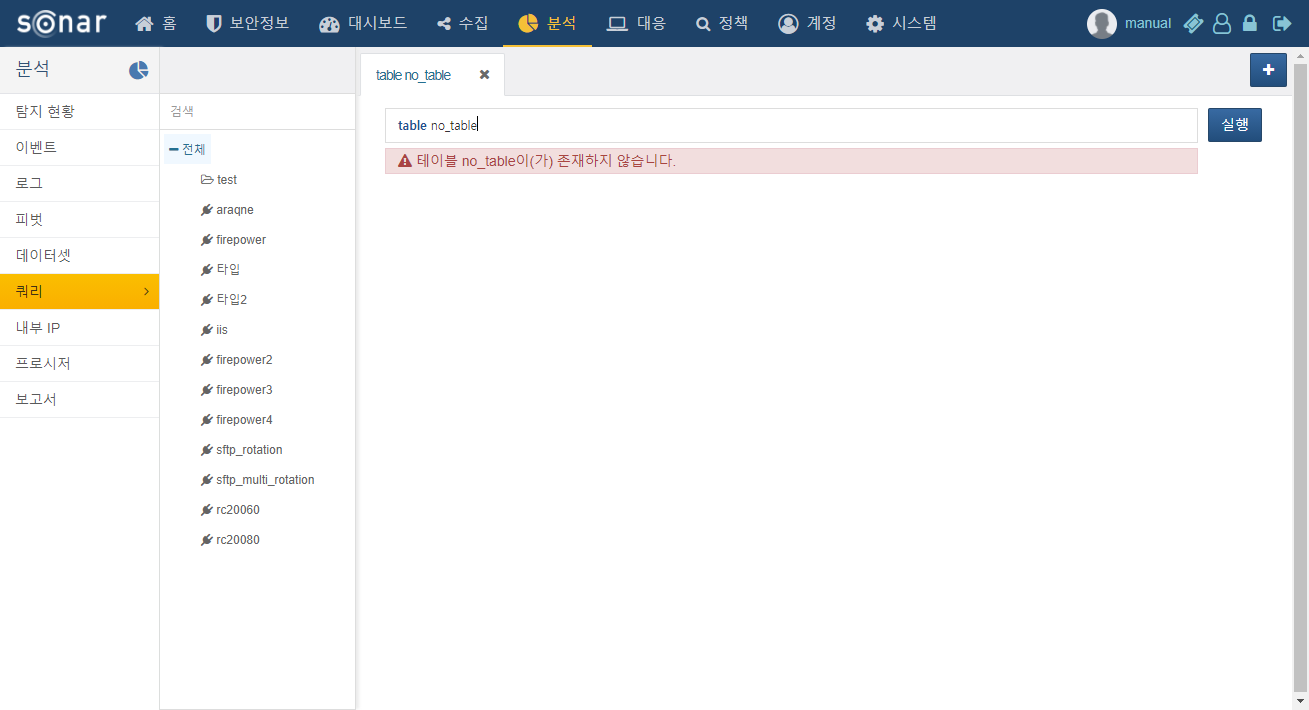 sonar 홈 보안정보 대시보드 수집 분석 대응 정책 계정 시스템 manual
분석
탐지 현황
이벤트
로그
피벗
데이터셋
쿼리
내부 IP
프로시저
보고서
검색
전체
test
araqne
firepower
타입
타입2
iis
firepower2
firepower3
firepower4
sftp_rotation
sftp_multi_rotation
rc20060
rc20080
table no_table
table no_table 실행
테이블 no_table이(가) 존재하지 않습니다.